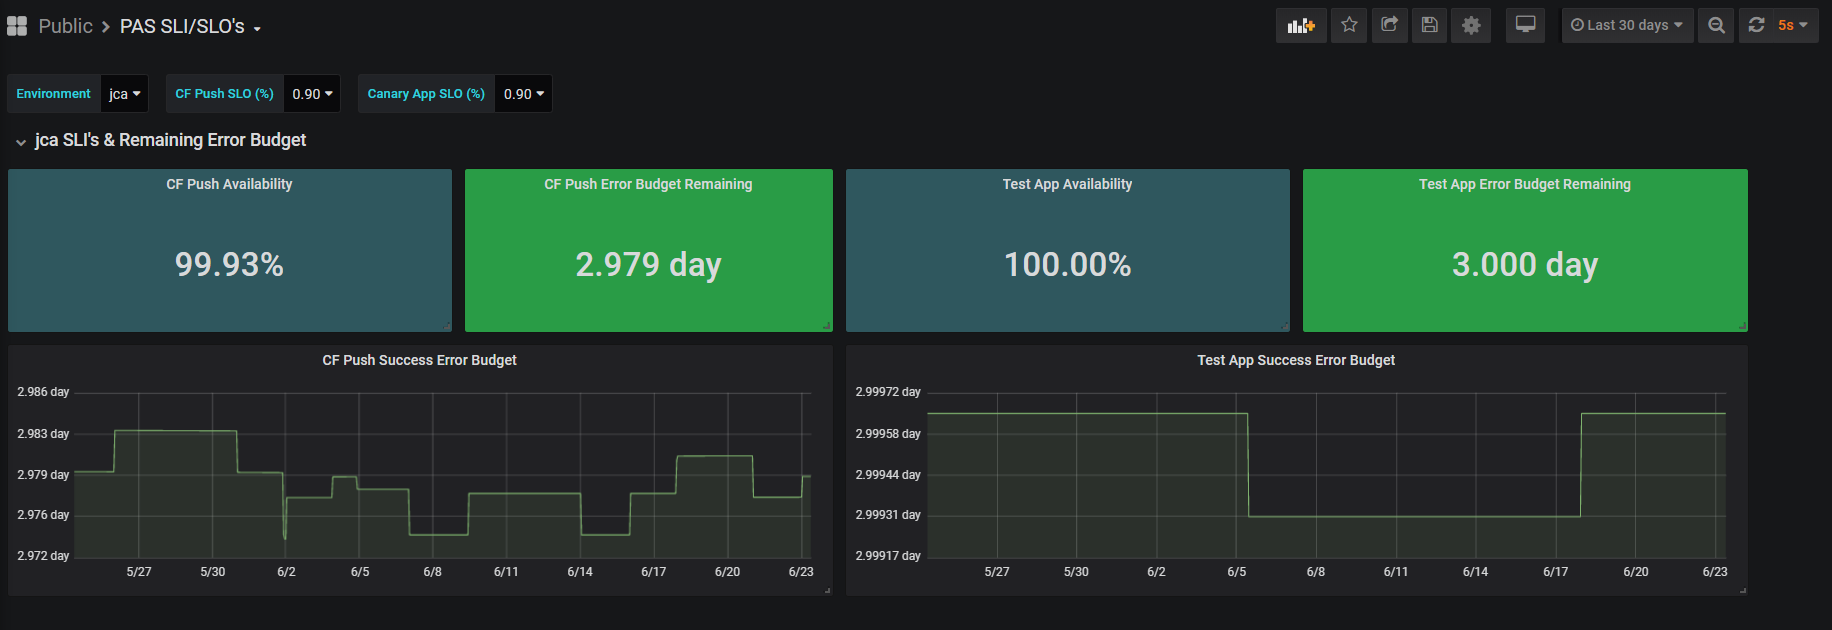 Public > PAS SLI/SLO's
Last 30 days
5s
Environment jca CF Push SLO (%) 0.90 Canary App SLO (%) 0.90
jca SLI's & Remaining Error Budget
CF Push Availability
99.93%
CF Push Error Budget Remaining
2.979 day
Test App Availability
100.00%
Test App Error Budget Remaining
3.000 day
CF Push Success Error Budget
2.986 day
2.983 day
2.979 day
2.976 day
2.972 day
5/27 5/30 6/2 6/5 6/8 6/11 6/14 6/17 6/20 6/23
Test App Success Error Budget
2.99972 day
2.99958 day
2.99944 day
2.99931 day
2.99917 day
5/27 5/30 6/2 6/5 6/8 6/11 6/14 6/17 6/20 6/23